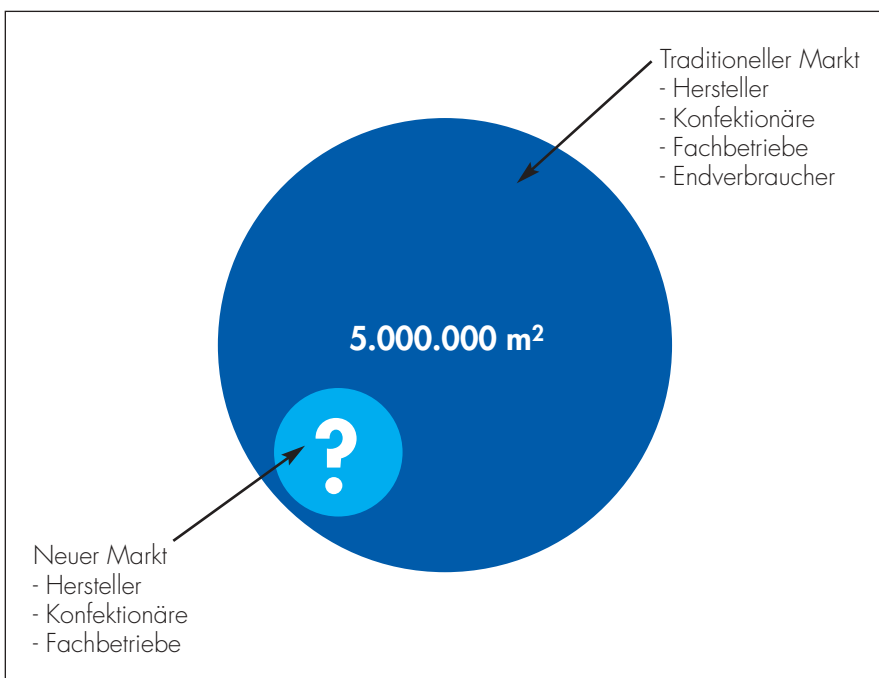 Traditioneller Markt
- Hersteller
- Konfektionäre
- Fachbetriebe
- Endverbraucher
5.000.000 m²
?
Neuer Markt
- Hersteller
- Konfektionäre
- Fachbetriebe